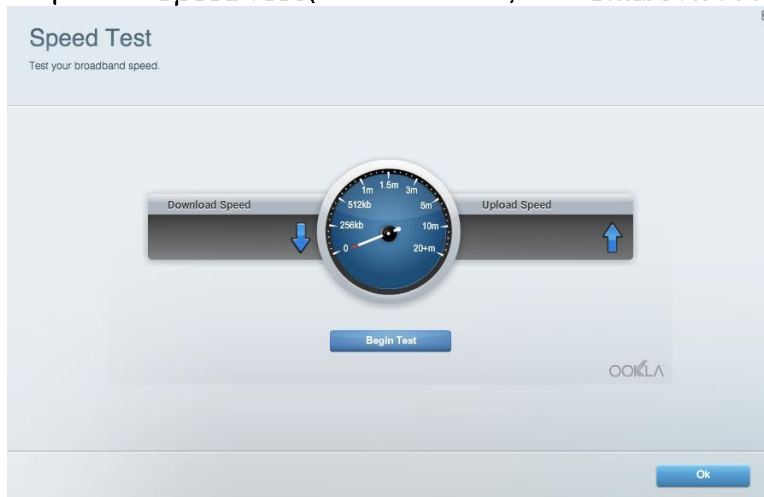 Speed Test
Test your broadband speed.
Download Speed
1m 1.5m 3m
512kb 5m
256kb 10m
0 20+m
Upload Speed
Begin Test
OOKLA
Ok